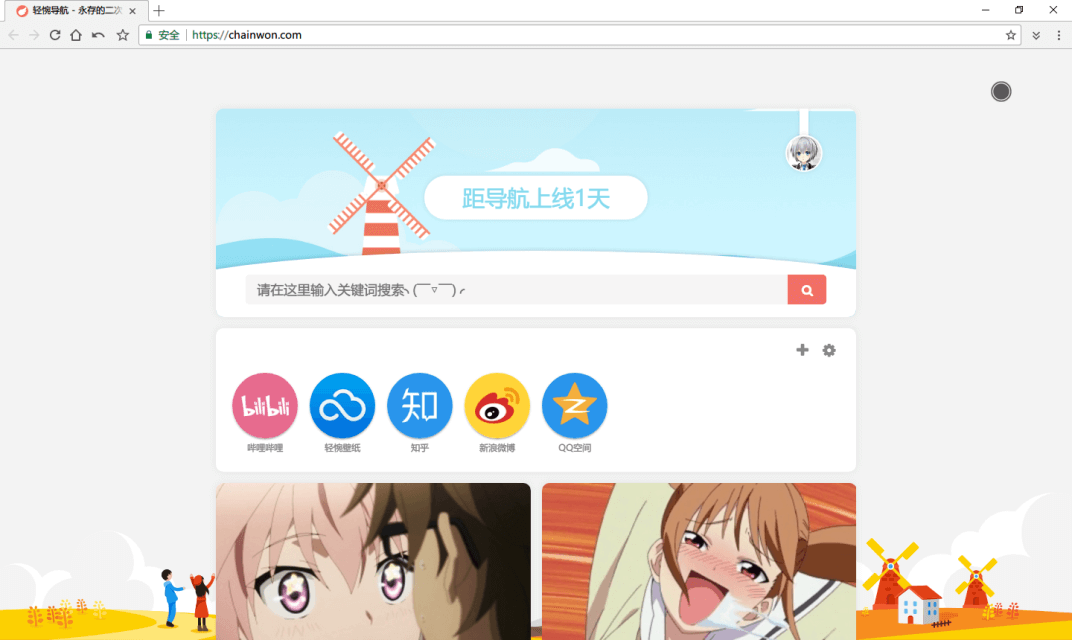 轻惋导航 - 永存的二次
安全
https://chainwon.com
距导航上线1天
请在这里输入关键词搜索ヽ(￣▽￣)╭
bilibili
知
哔哩哔哩
轻惋壁纸
知乎
新浪微博
QQ空间